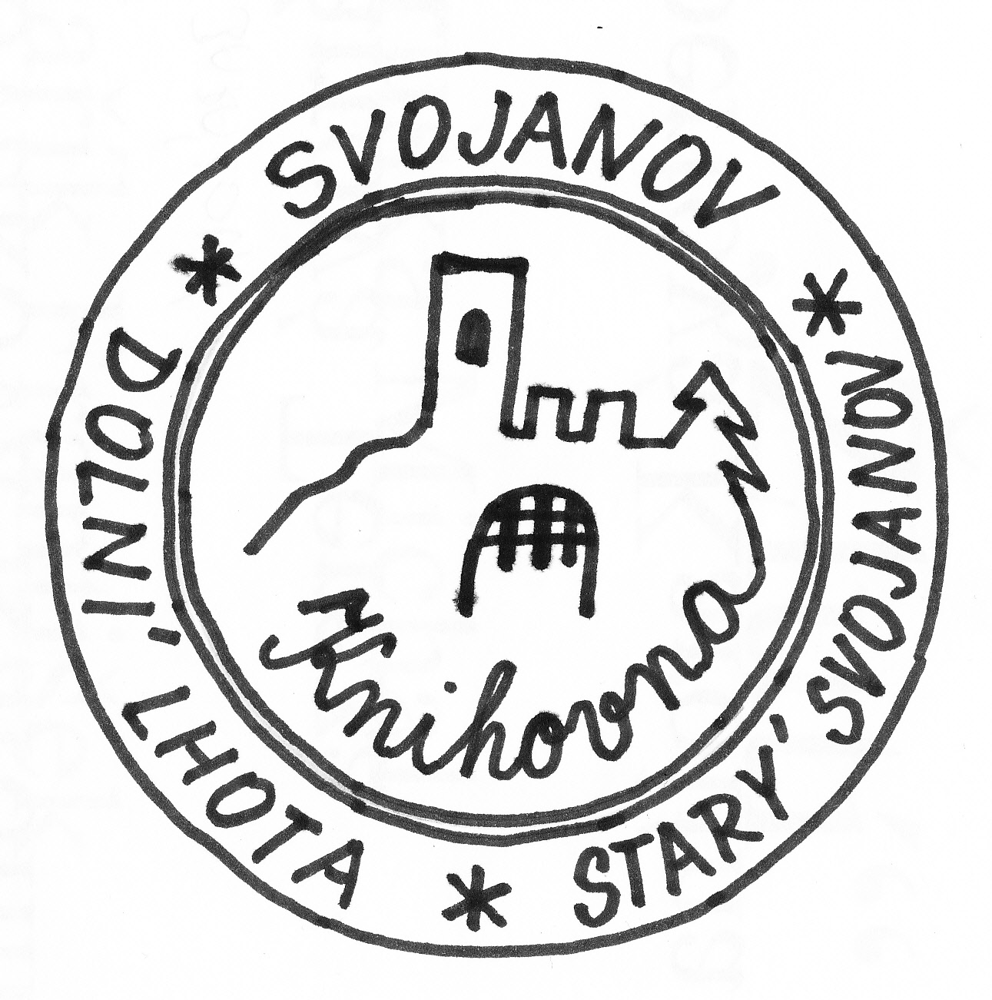 SVOJANOV
*
STARÝ SVOJANOV
*
DOLNÍ LHOTA
*
Knihovna